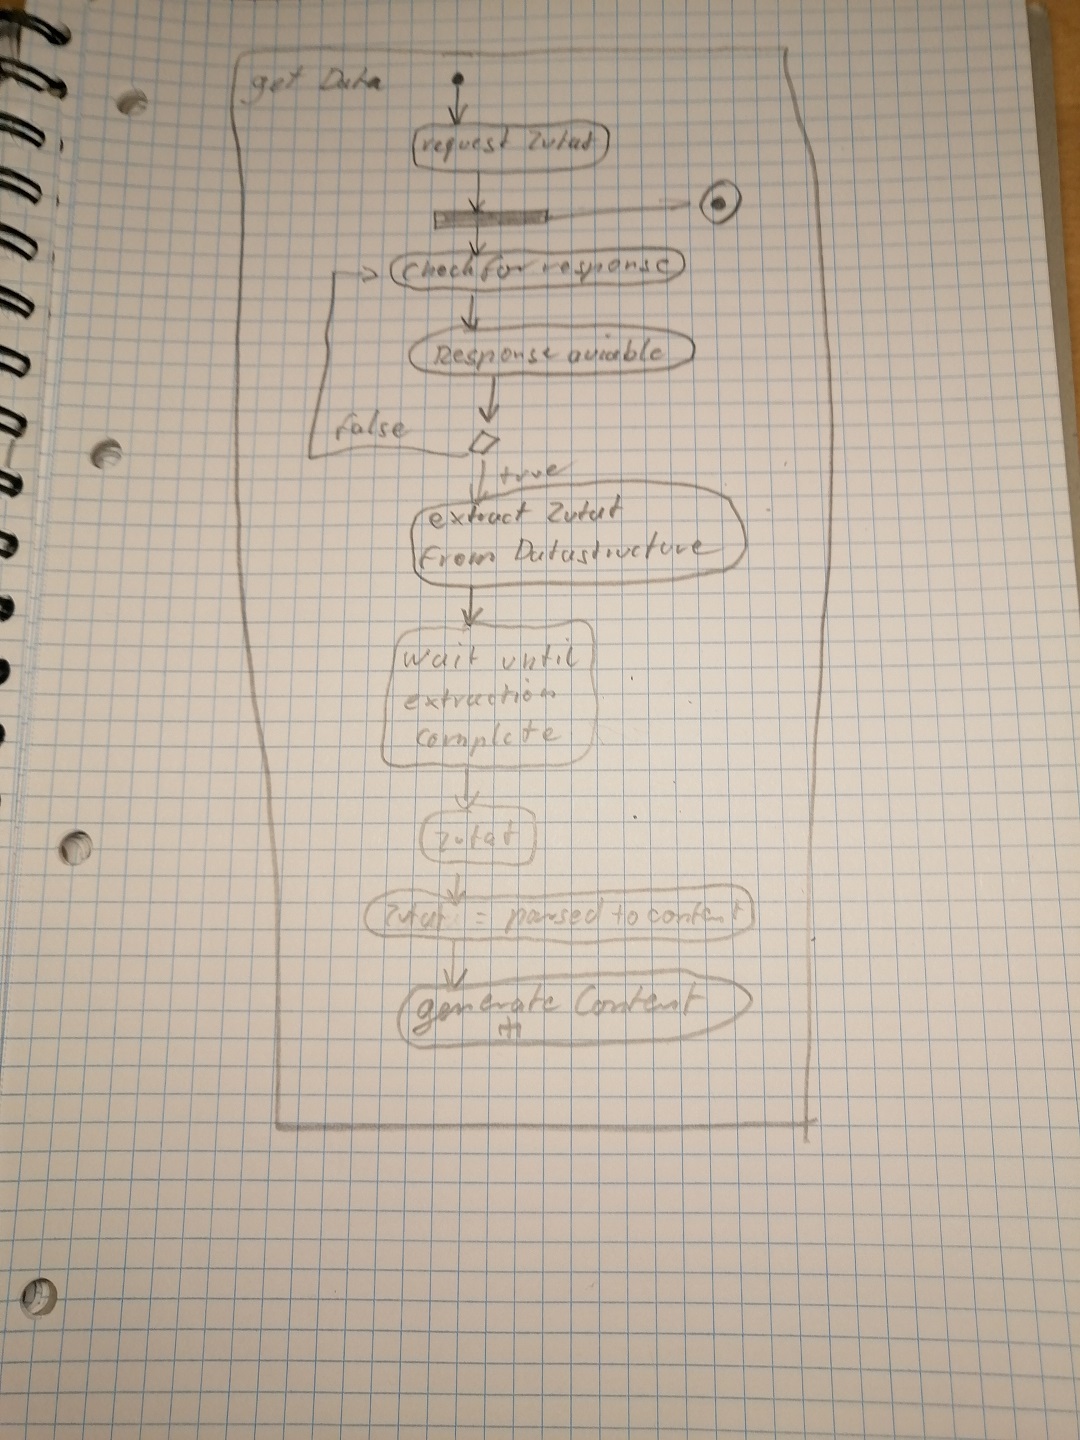 get Data
request Zutat
check for response
Response aviable
false
true
extract Zutat
from Datastructure
wait until
extraction
complete
Zutat
Zutat = parsed to content
generate Content